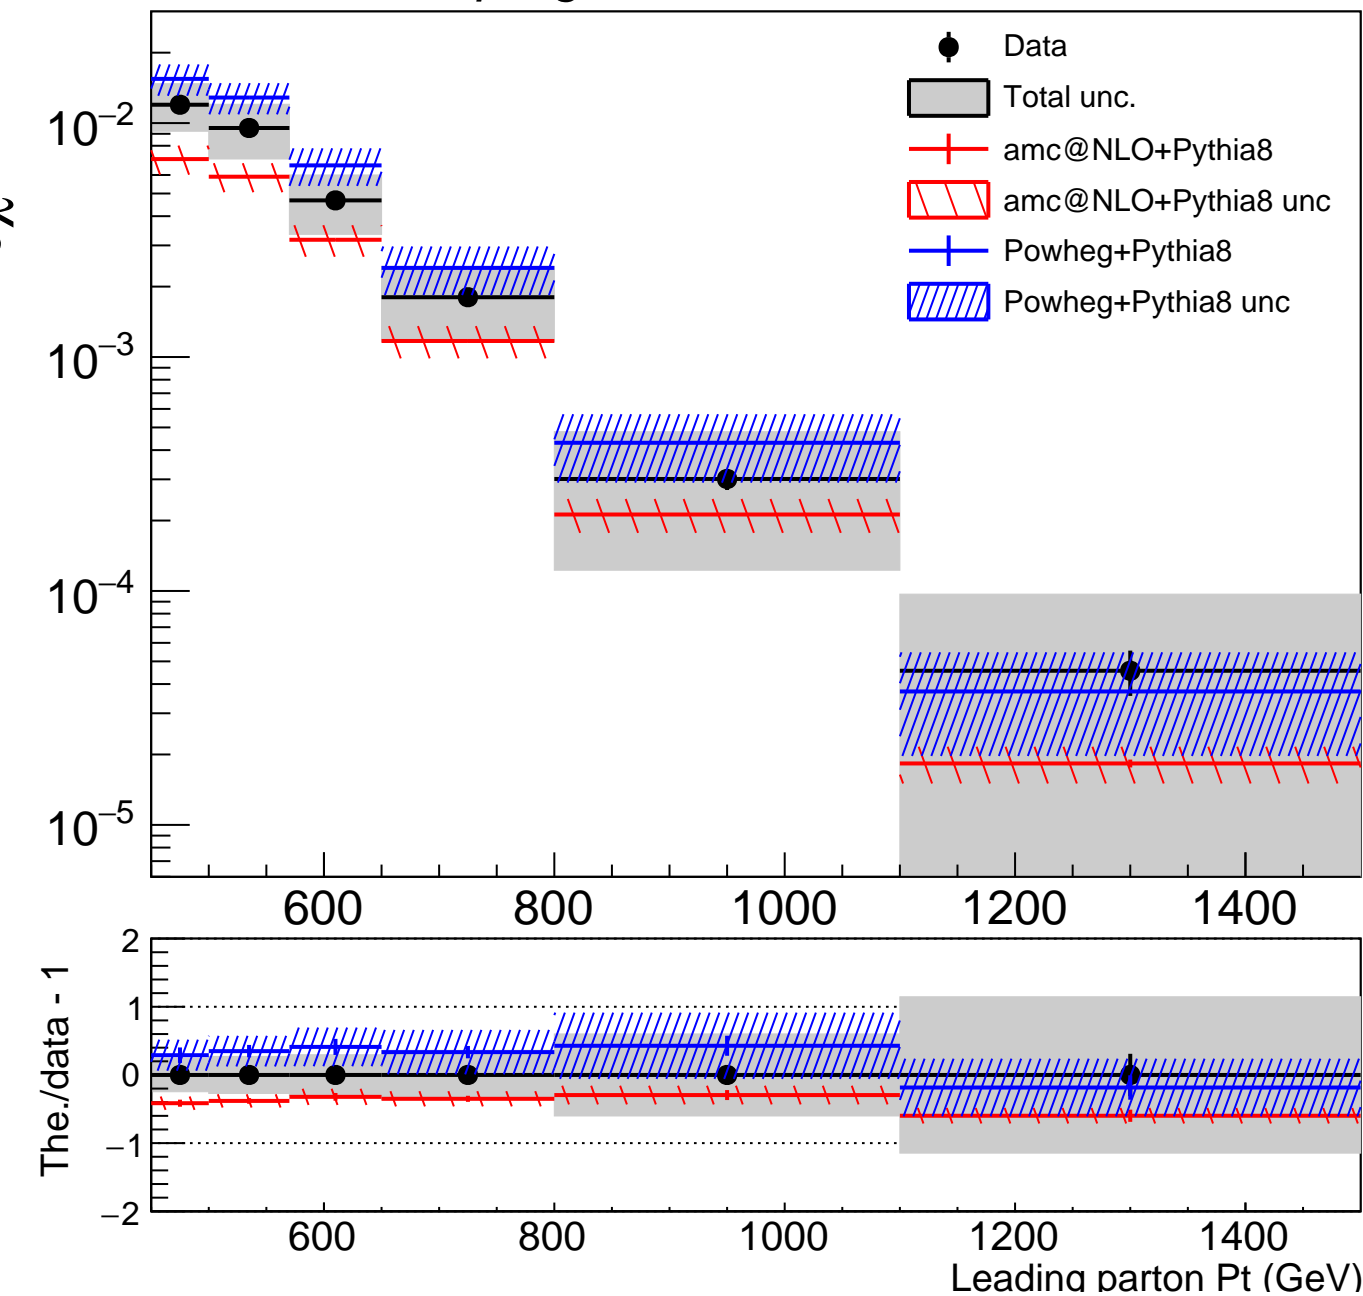 Data
Total unc.
amc@NLO+Pythia8
amc@NLO+Pythia8 unc
Powheg+Pythia8
Powheg+Pythia8 unc
10−2
10−3
10−4
10−5
600 800 1000 1200 1400
The./data - 1
2
1
0
−1
−2
600 800 1000 1200 1400
Leading parton Pt (GeV)